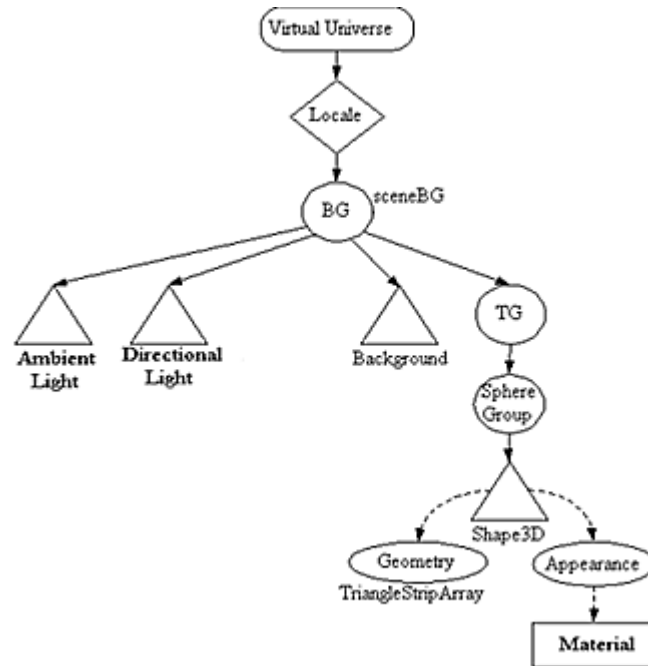 Virtual Universe
Locale
BG
sceneBG
TG
Ambient
Light
Directional
Light
Background
Sphere
Group
Shape3D
Geometry
Appearance
TriangleStripArray
Material